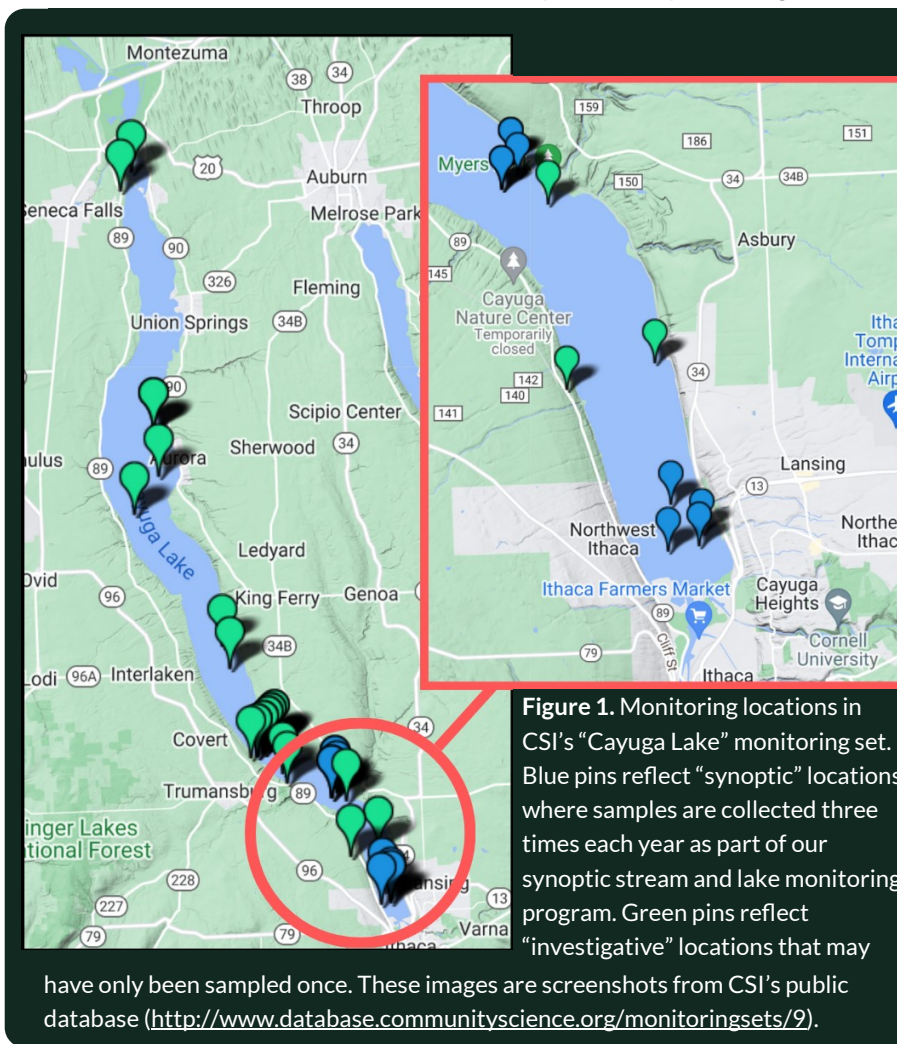 Montezuma
38
34
Throop
20
Auburn
Seneca Falls
Melrose Park
89
90
326
Fleming
34B
Union Springs
90
Scipio Center
Sherwood
34
89
Aurora
Cayuga Lake
Ledyard
Ovid
96
King Ferry
Genoa
34B
Lodi
96A
Interlaken
Covert
34
Trumansburg
89
Finger Lakes
National Forest
96
228
227
79
79
Lansing
13
Varna
Ithaca
159
186
151
Myers
150
34
34B
89
Asbury
145
Cayuga
Nature Center
Temporarily
closed
142
140
34
141
Lansing
13
Northwest
Ithaca
Ithaca Farmers Market
Cayuga
Heights
89
Cliff St
79
Cornell
University
Ithaca
Figure 1. Monitoring locations in
CSI's “Cayuga Lake” monitoring set.
Blue pins reflect “synoptic” locations
where samples are collected three
times each year as part of our
synoptic stream and lake monitoring
program. Green pins reflect
“investigative” locations that may
have only been sampled once. These images are screenshots from CSI's public
database (http://www.database.communityscience.org/monitoringsets/9).